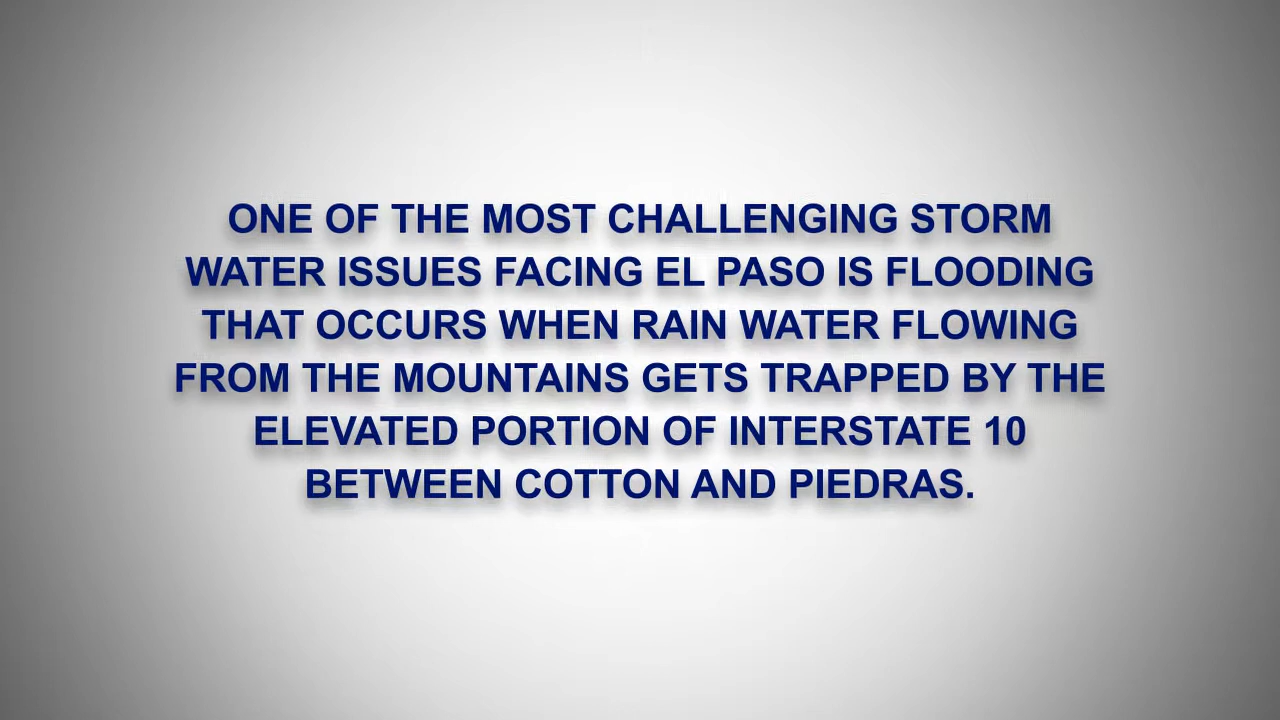 ONE OF THE MOST CHALLENGING STORM
WATER ISSUES FACING EL PASO IS FLOODING
THAT OCCURS WHEN RAIN WATER FLOWING
FROM THE MOUNTAINS GETS TRAPPED BY THE
ELEVATED PORTION OF INTERSTATE 10
BETWEEN COTTON AND PIEDRAS.